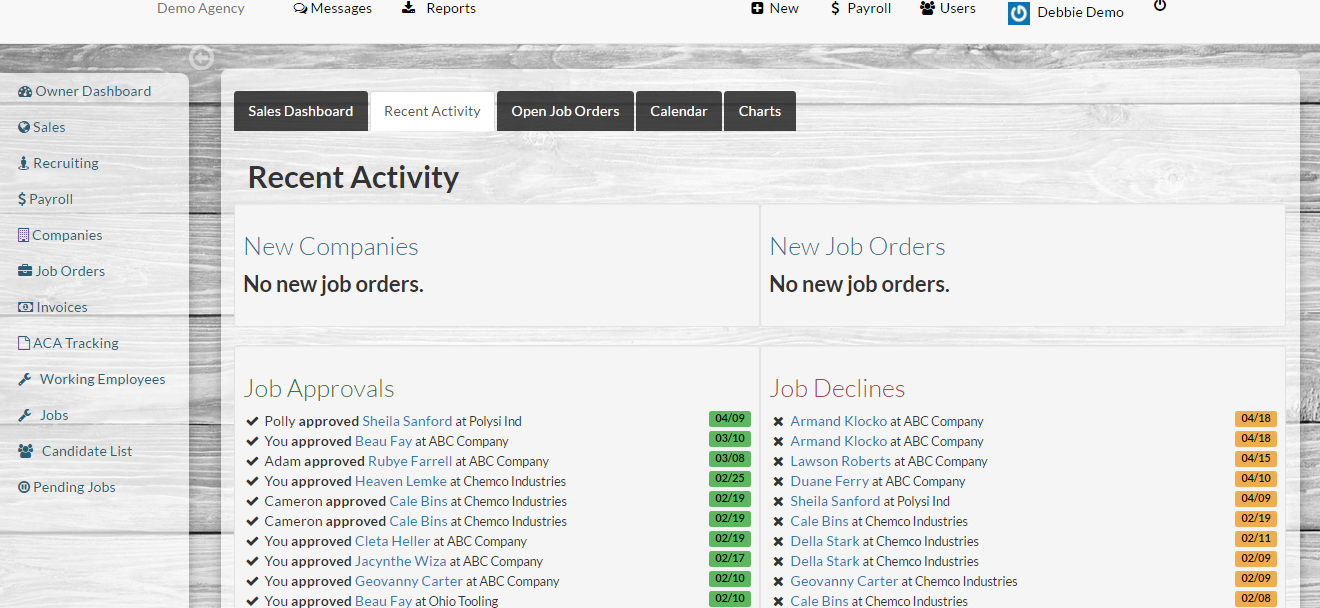 Demo Agency Messages Reports New $ Payroll Users Debbie Demo
Owner Dashboard
Sales
Recruiting
$ Payroll
Companies
Job Orders
Invoices
ACA Tracking
Working Employees
Jobs
Candidate List
Pending Jobs
Sales Dashboard Recent Activity Open Job Orders Calendar Charts
Recent Activity
New Companies
No new job orders.
New Job Orders
No new job orders.
Job Approvals
Polly approved Sheila Sanford at Polysi Ind 04/09
You approved Beau Fay at ABC Company 03/10
Adam approved Rubye Farrell at ABC Company 03/08
You approved Heaven Lemke at Chemco Industries 02/25
Cameron approved Cale Bins at Chemco Industries 02/19
Cameron approved Cale Bins at Chemco Industries 02/19
You approved Cleta Heller at ABC Company 02/19
You approved Jacynthe Wiza at ABC Company 02/17
You approved Geovanny Carter at ABC Company 02/10
You approved Beau Fay at Ohio Tooling 02/10
Job Declines
Armand Klocko at ABC Company 04/18
Armand Klocko at ABC Company 04/18
Lawson Roberts at ABC Company 04/15
Duane Ferry at ABC Company 04/10
Sheila Sanford at Polysi Ind 04/09
Cale Bins at Chemco Industries 02/19
Della Stark at Chemco Industries 02/11
Della Stark at Chemco Industries 02/09
Geovanny Carter at Chemco Industries 02/09
Cale Bins at Chemco Industries 02/08